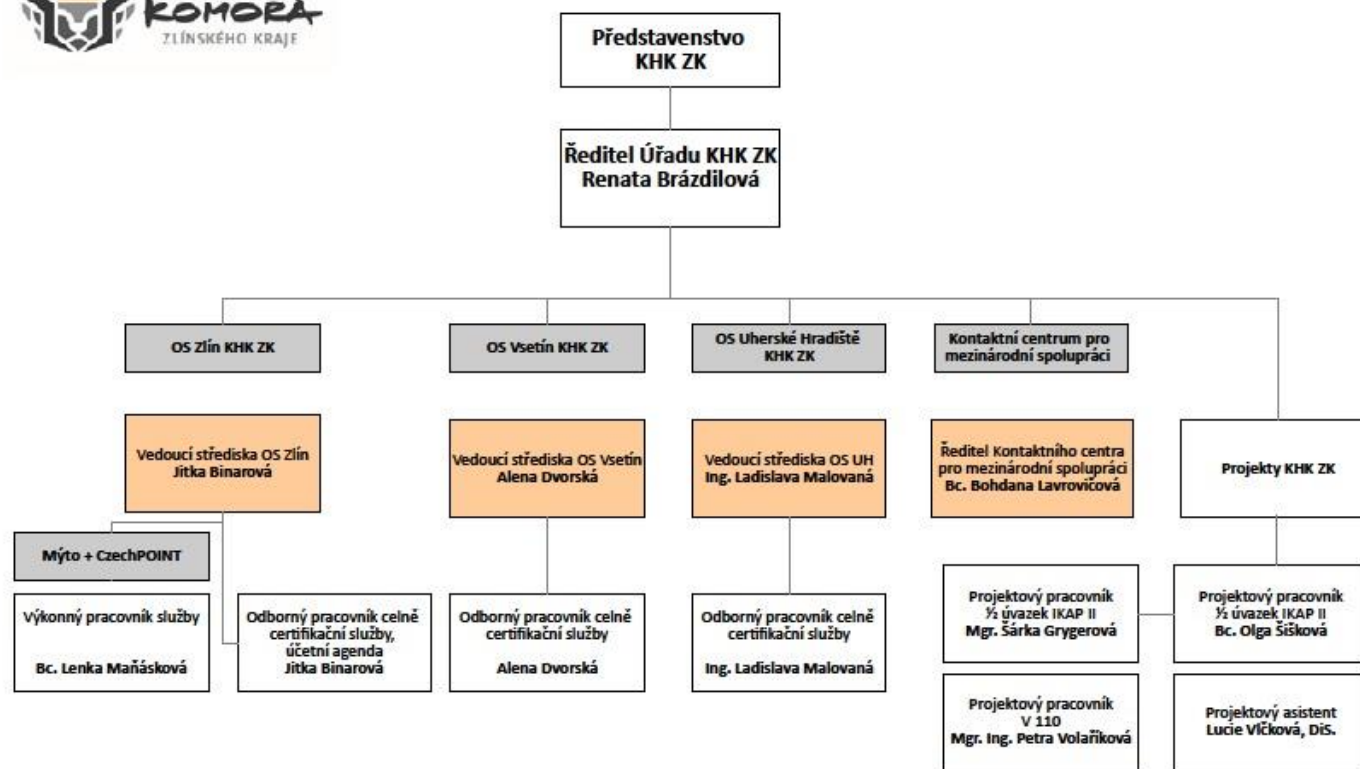 KOMORA
ZLÍNSKÉHO KRAJE
Představenstvo
KHK ZK
Ředitel Úřadu KHK ZK
Renata Brázdilová
OS Zlín KHK ZK
OS Vsetín KHK ZK
OS Uherské Hradiště
KHK ZK
Kontaktní centrum pro
mezinárodní spolupráci
Vedoucí střediska OS Zlín
Jitka Binarová
Vedoucí střediska OS Vsetín
Alena Dvorská
Vedoucí střediska OS UH
Ing. Ladislava Malovaná
Ředitel Kontaktního centra
pro mezinárodní spolupráci
Bc. Bohdana Lavrovičová
Projekty KHK ZK
Mýto + CzechPOINT
Výkonný pracovník služby
Bc. Lenka Maňásková
Odborný pracovník celně
certifikační služby,
účetní agenda
Jitka Binarová
Odborný pracovník celně
certifikační služby
Alena Dvorská
Odborný pracovník celně
certifikační služby
Ing. Ladislava Malovaná
Projektový pracovník
½ úvazek IKAP II
Mgr. Šárka Grygerová
Projektový pracovník
½ úvazek IKAP II
Bc. Olga Šišková
Projektový pracovník
V 110
Mgr. Ing. Petra Volaříková
Projektový asistent
Lucie Vlčková, DiS.